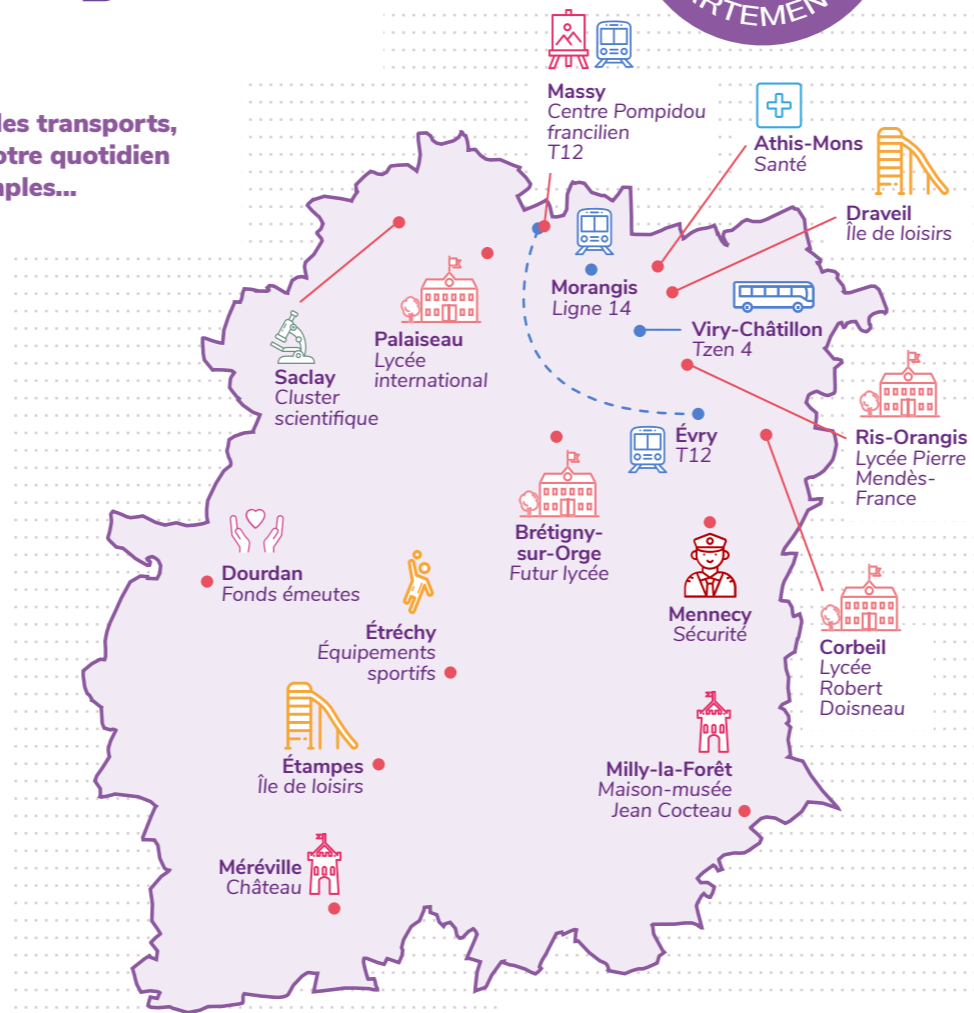 des transports,
otre quotidien
nples...
ARTEMEN
Massy
Centre Pompidou
francilien
T12
Athis-Mons
Santé
Draveil
Île de loisirs
Morangis
Ligne 14
Viry-Châtillon
Tzen 4
Palaiseau
Lycée
international
Saclay
Cluster
scientifique
Évry
T12
Ris-Orangis
Lycée Pierre
Mendès-
France
Brétigny-
sur-Orge
Futur lycée
Dourdan
Fonds émeutes
Étréchy
Équipements
sportifs
Mennecy
Sécurité
Corbeil
Lycée
Robert
Doisneau
Étampes
Île de loisirs
Milly-la-Forêt
Maison-musée
Jean Cocteau
Méréville
Château